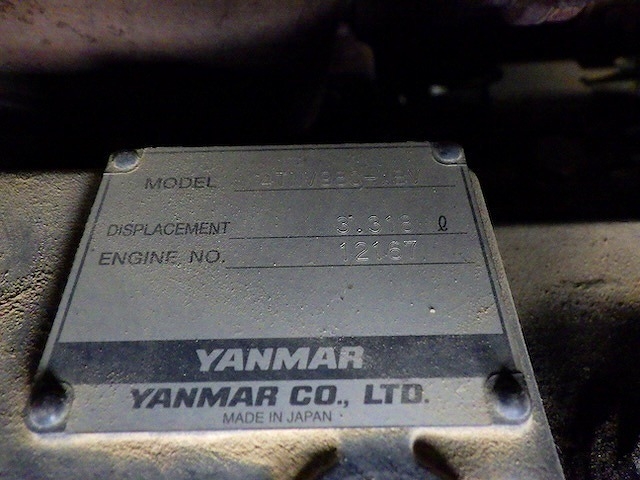 MODEL
DISPLACEMENT 3.318 ℓ
ENGINE NO. 12167
YANMAR
YANMAR CO., LTD.
MADE IN JAPAN